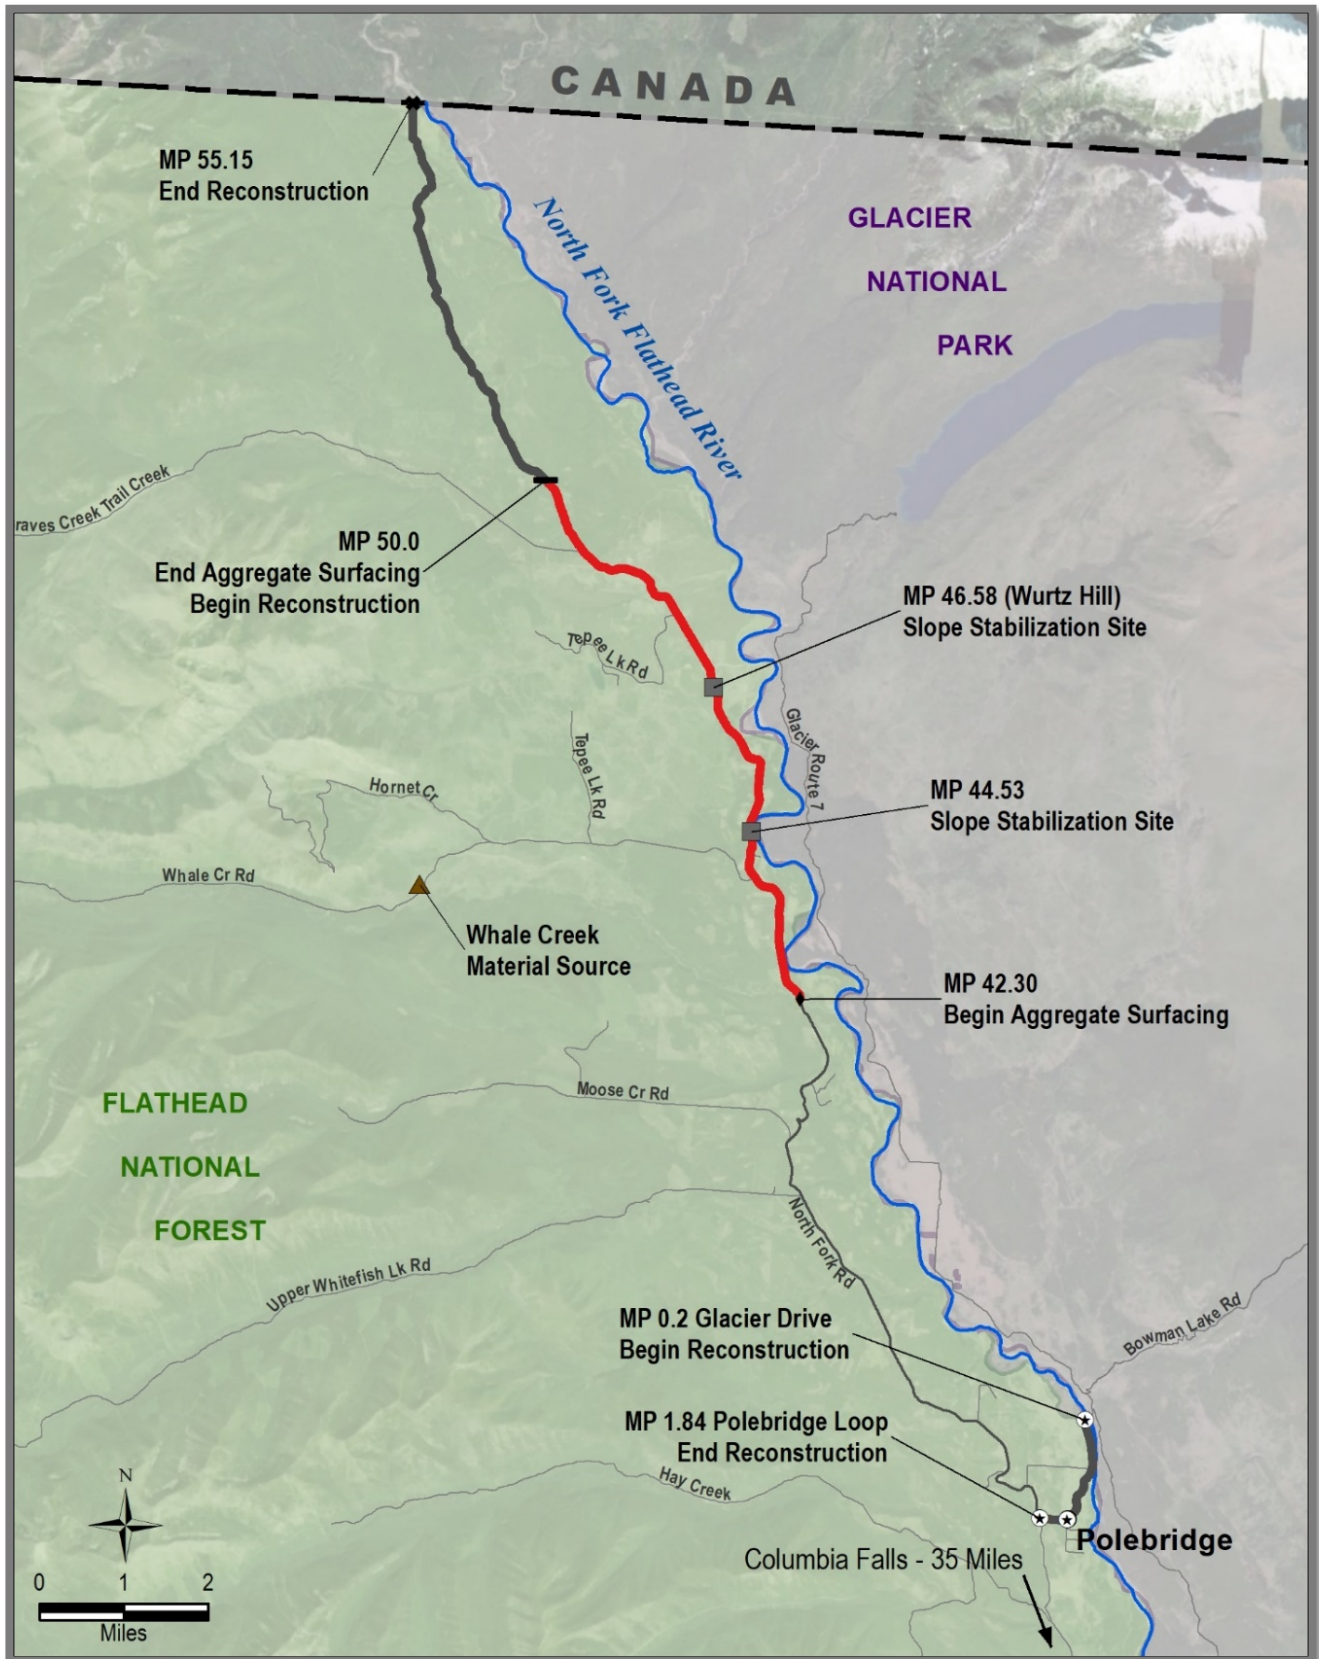 CANADA
MP 55.15
End Reconstruction
GLACIER
NATIONAL
PARK
North Fork Flathead River
raves Creek Trail Creek
MP 50.0
End Aggregate Surfacing
Begin Reconstruction
MP 46.58 (Wurtz Hill)
Slope Stabilization Site
Tepee Lk Rd
Glacier Route 7
Tepee Lk Rd
Hornet Cr
MP 44.53
Slope Stabilization Site
Whale Cr Rd
Whale Creek
Material Source
MP 42.30
Begin Aggregate Surfacing
Moose Cr Rd
FLATHEAD
NATIONAL
FOREST
North Fork Rd
Upper Whitefish Lk Rd
MP 0.2 Glacier Drive
Begin Reconstruction
Bowman Lake Rd
MP 1.84 Polebridge Loop
End Reconstruction
Hay Creek
N
Polebridge
Columbia Falls - 35 Miles
0 1 2
Miles